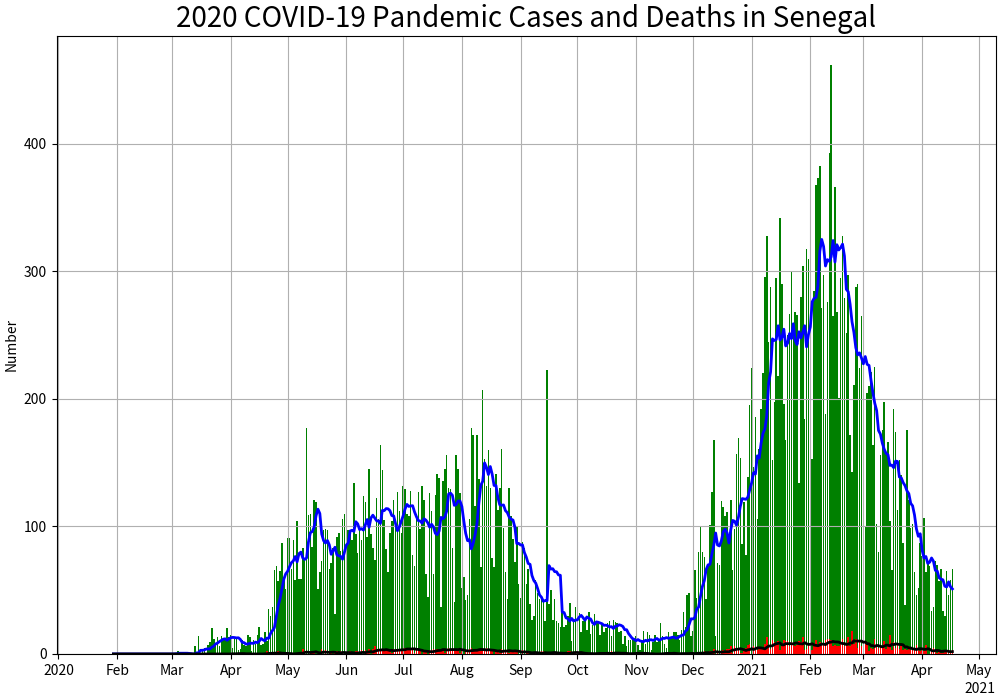 2020 COVID-19 Pandemic Cases and Deaths in Senegal
400
300
200
100
0
Number
2020 Feb Mar Apr May Jun Jul Aug Sep Oct Nov Dec 2021 Feb Mar Apr May
2021